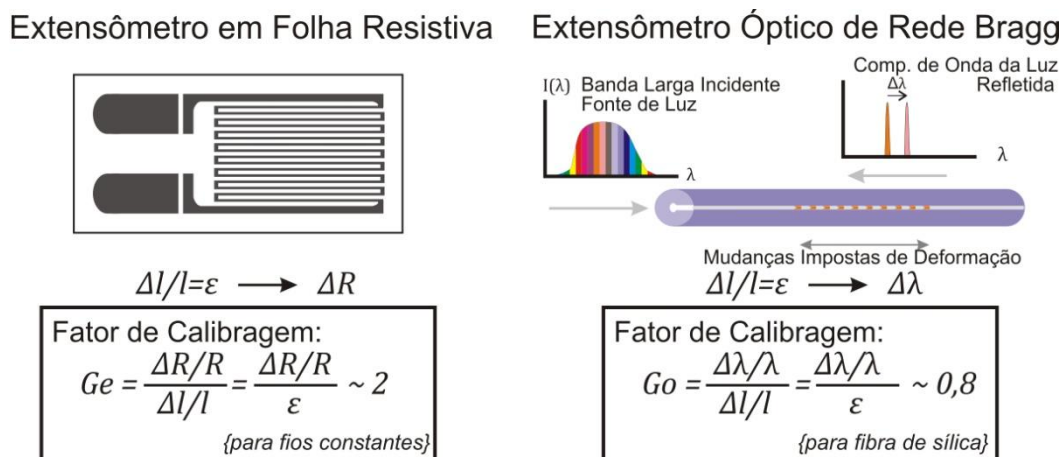 Extensômetro em Folha Resistiva
Δl/l=ε → ΔR
Fator de Calibragem:
Ge = ΔR/R / Δl/l = ΔR/R / ε ~ 2
{para fios constantes}
Extensômetro Óptico de Rede Bragg
I(λ) Banda Larga Incidente
Fonte de Luz
λ
Comp. de Onda da Luz
Δλ Refletida
λ
Mudanças Impostas de Deformação
Δl/l=ε → Δλ
Fator de Calibragem:
Go = Δλ/λ / Δl/l = Δλ/λ / ε ~ 0,8
{para fibra de sílica}